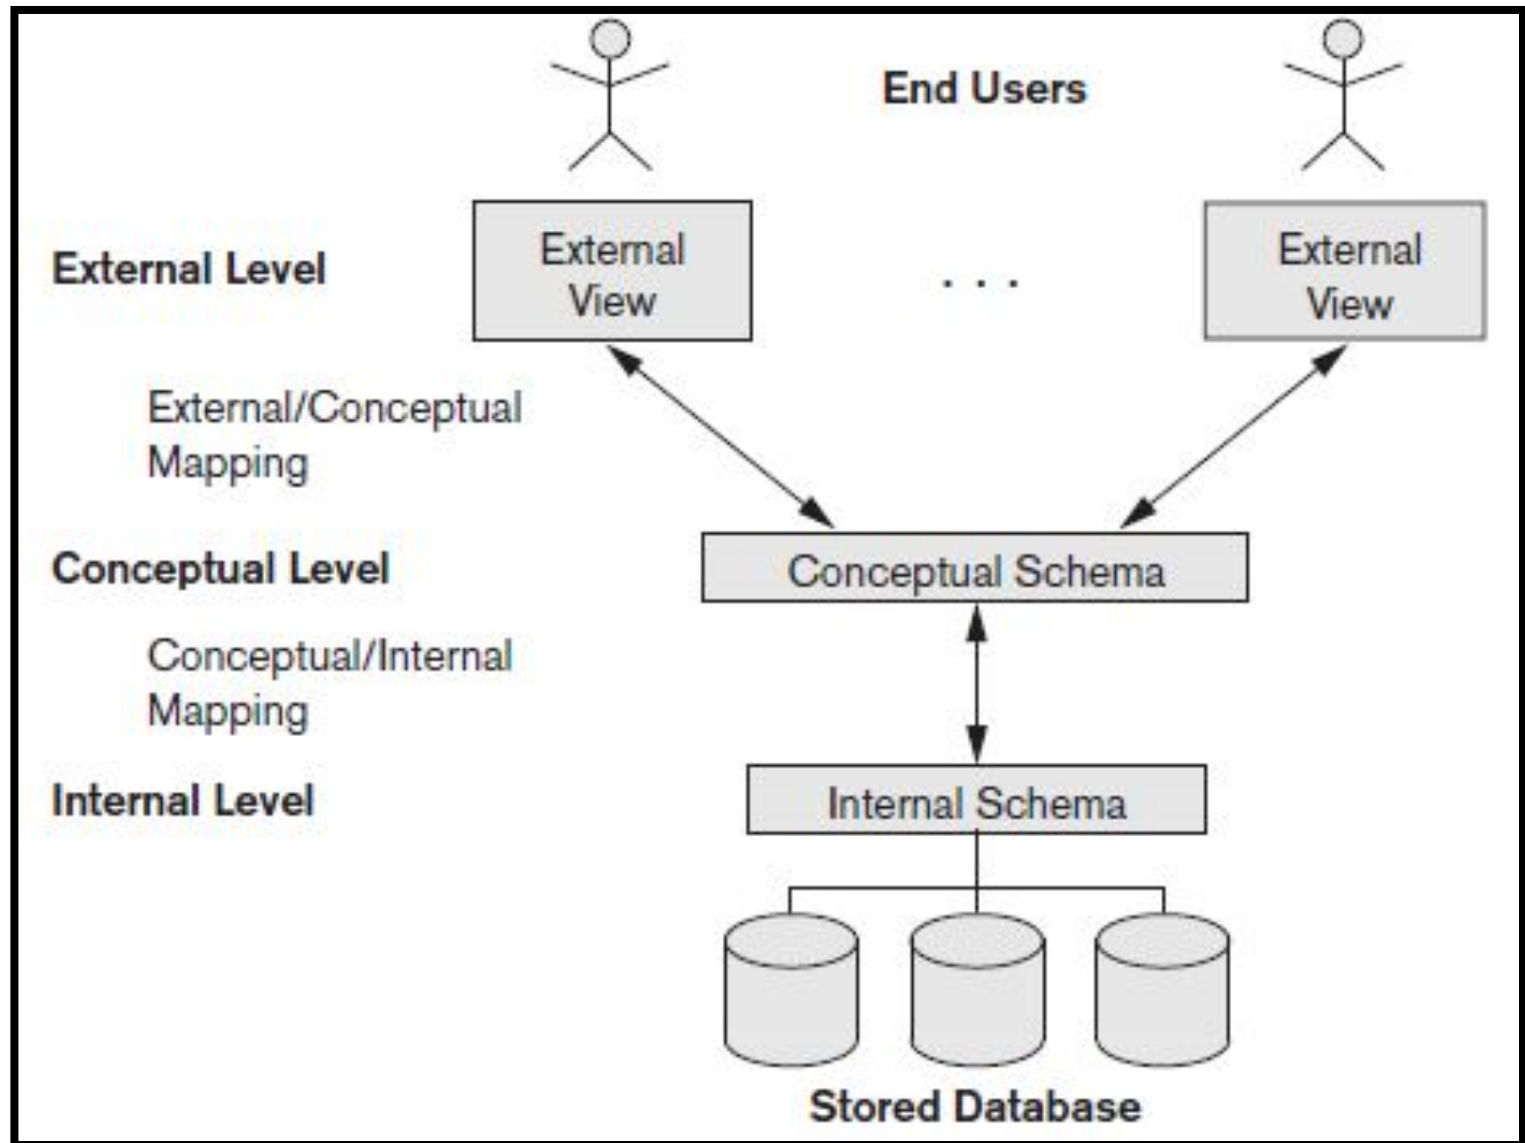 End Users
External Level
External
View
. . .
External
View
External/Conceptual
Mapping
Conceptual Level
Conceptual Schema
Conceptual/Internal
Mapping
Internal Level
Internal Schema
Stored Database